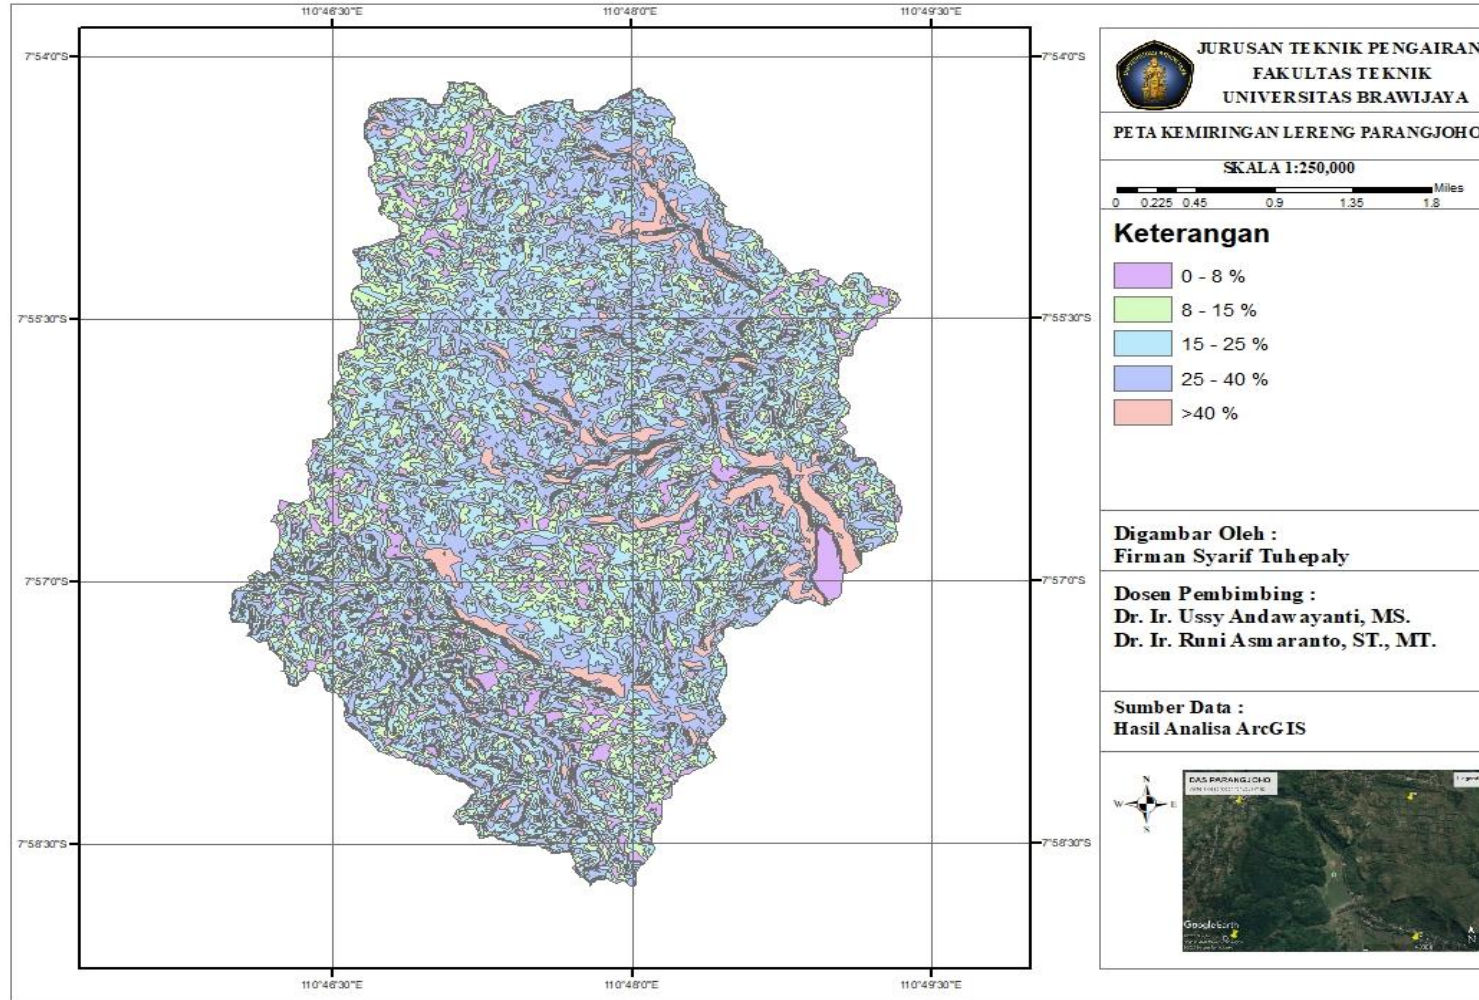 110°46'30"E 110°48'0"E 110°49'30"E
7°54'0"S 7°54'0"S
7°55'30"S 7°55'30"S
7°57'0"S 7°57'0"S
7°58'30"S 7°58'30"S
110°46'30"E 110°48'0"E 110°49'30"E
JURUSAN TEKNIK PENGAIRAN
FAKULTAS TEKNIK
UNIVERSITAS BRAWIJAYA
PETA KEMIRINGAN LERENG PARANGJOHO
SKALA 1:250,000
Miles
0 0.225 0.45 0.9 1.35 1.8
Keterangan
0 - 8 %
8 - 15 %
15 - 25 %
25 - 40 %
>40 %
Digambar Oleh :
Firman Syarif Tuhepaly
Dosen Pembimbing :
Dr. Ir. Ussy Andawayanti, MS.
Dr. Ir. Runi Asmaranto, ST., MT.
Sumber Data :
Hasil Analisa ArcGIS
N
W E
S
DAS PARANGJOHO
Google Earth
N